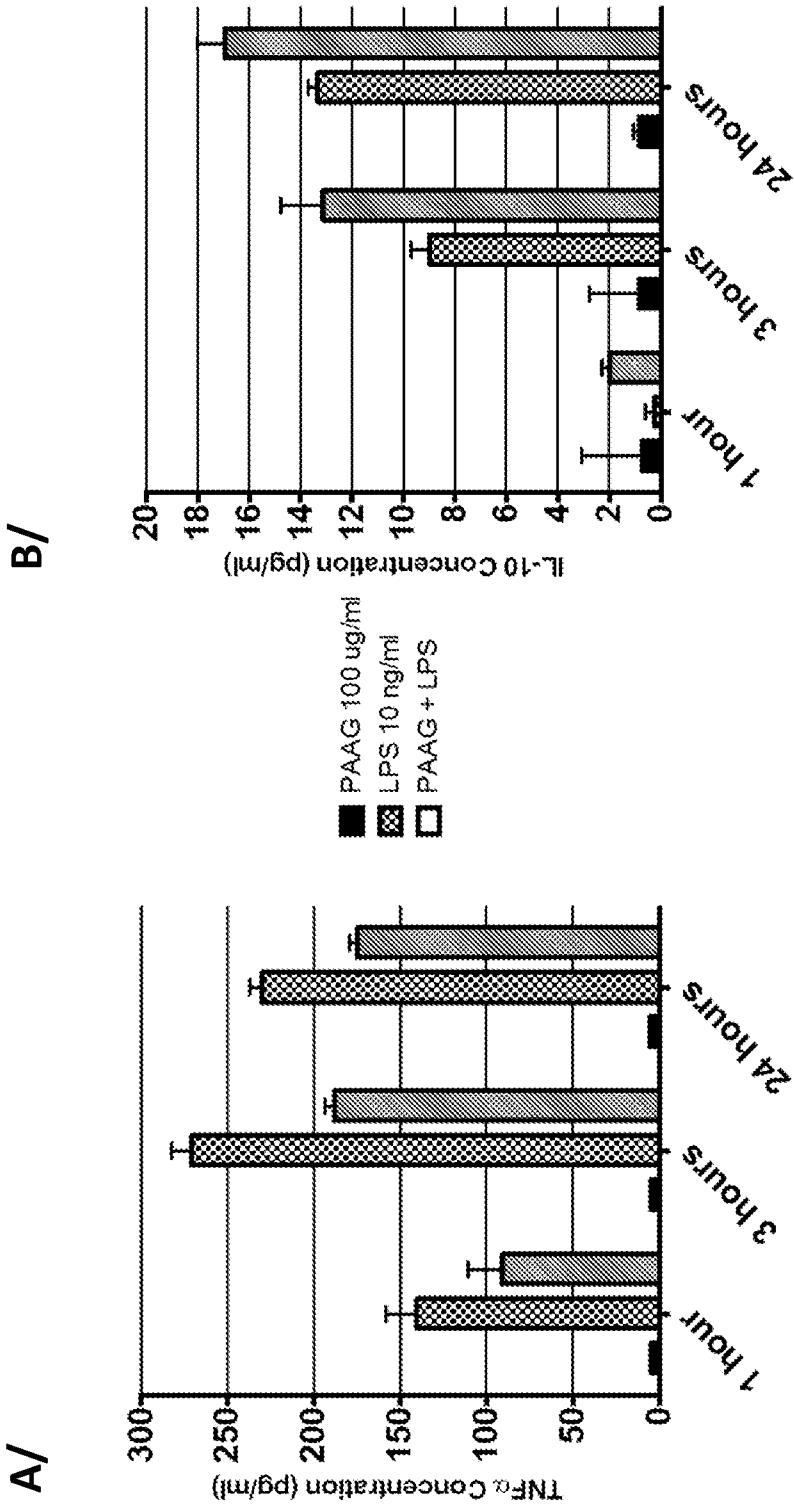 A/
TNFα Concentration (pg/ml)
300
250
200
150
100
50
0
1 hour
3 hours
24 hours
PAAG 100 ug/ml
LPS 10 ng/ml
PAAG + LPS
B/
IL-10 Concentration (pg/ml)
20
18
16
14
12
10
8
6
4
2
0
1 hour
3 hours
24 hours